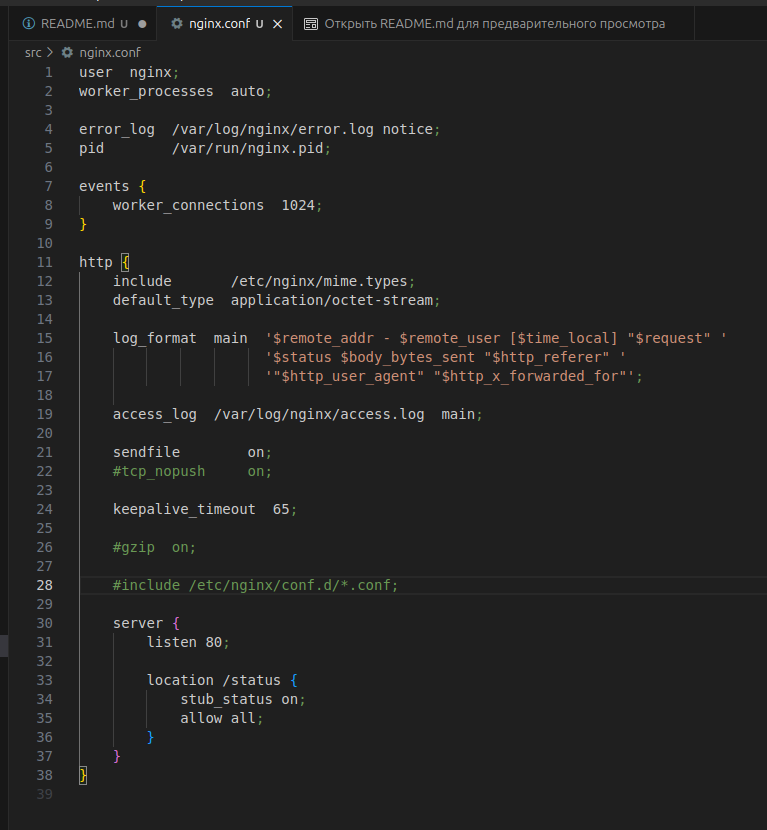 README.md U
nginx.conf U
Открыть README.md для предварительного просмотра
src > nginx.conf
1 user  nginx;
2 worker_processes  auto;
3
4 error_log  /var/log/nginx/error.log notice;
5 pid        /var/run/nginx.pid;
6
7 events {
8     worker_connections  1024;
9 }
10
11 http {
12     include       /etc/nginx/mime.types;
13     default_type  application/octet-stream;
14
15     log_format  main  '$remote_addr - $remote_user [$time_local] "$request" '
16                       '$status $body_bytes_sent "$http_referer" '
17                       '"$http_user_agent" "$http_x_forwarded_for"';
18
19     access_log  /var/log/nginx/access.log  main;
20
21     sendfile        on;
22     #tcp_nopush     on;
23
24     keepalive_timeout  65;
25
26     #gzip  on;
27
28     #include /etc/nginx/conf.d/*.conf;
29
30     server {
31         listen 80;
32
33         location /status {
34             stub_status on;
35             allow all;
36         }
37     }
38 }
39